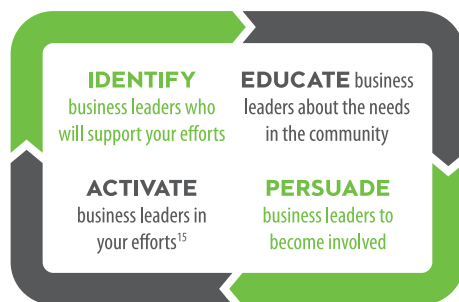 IDENTIFY
business leaders who
will support your efforts
EDUCATE business
leaders about the needs
in the community
ACTIVATE
business leaders in
your efforts15
PERSUADE
business leaders to
become involved